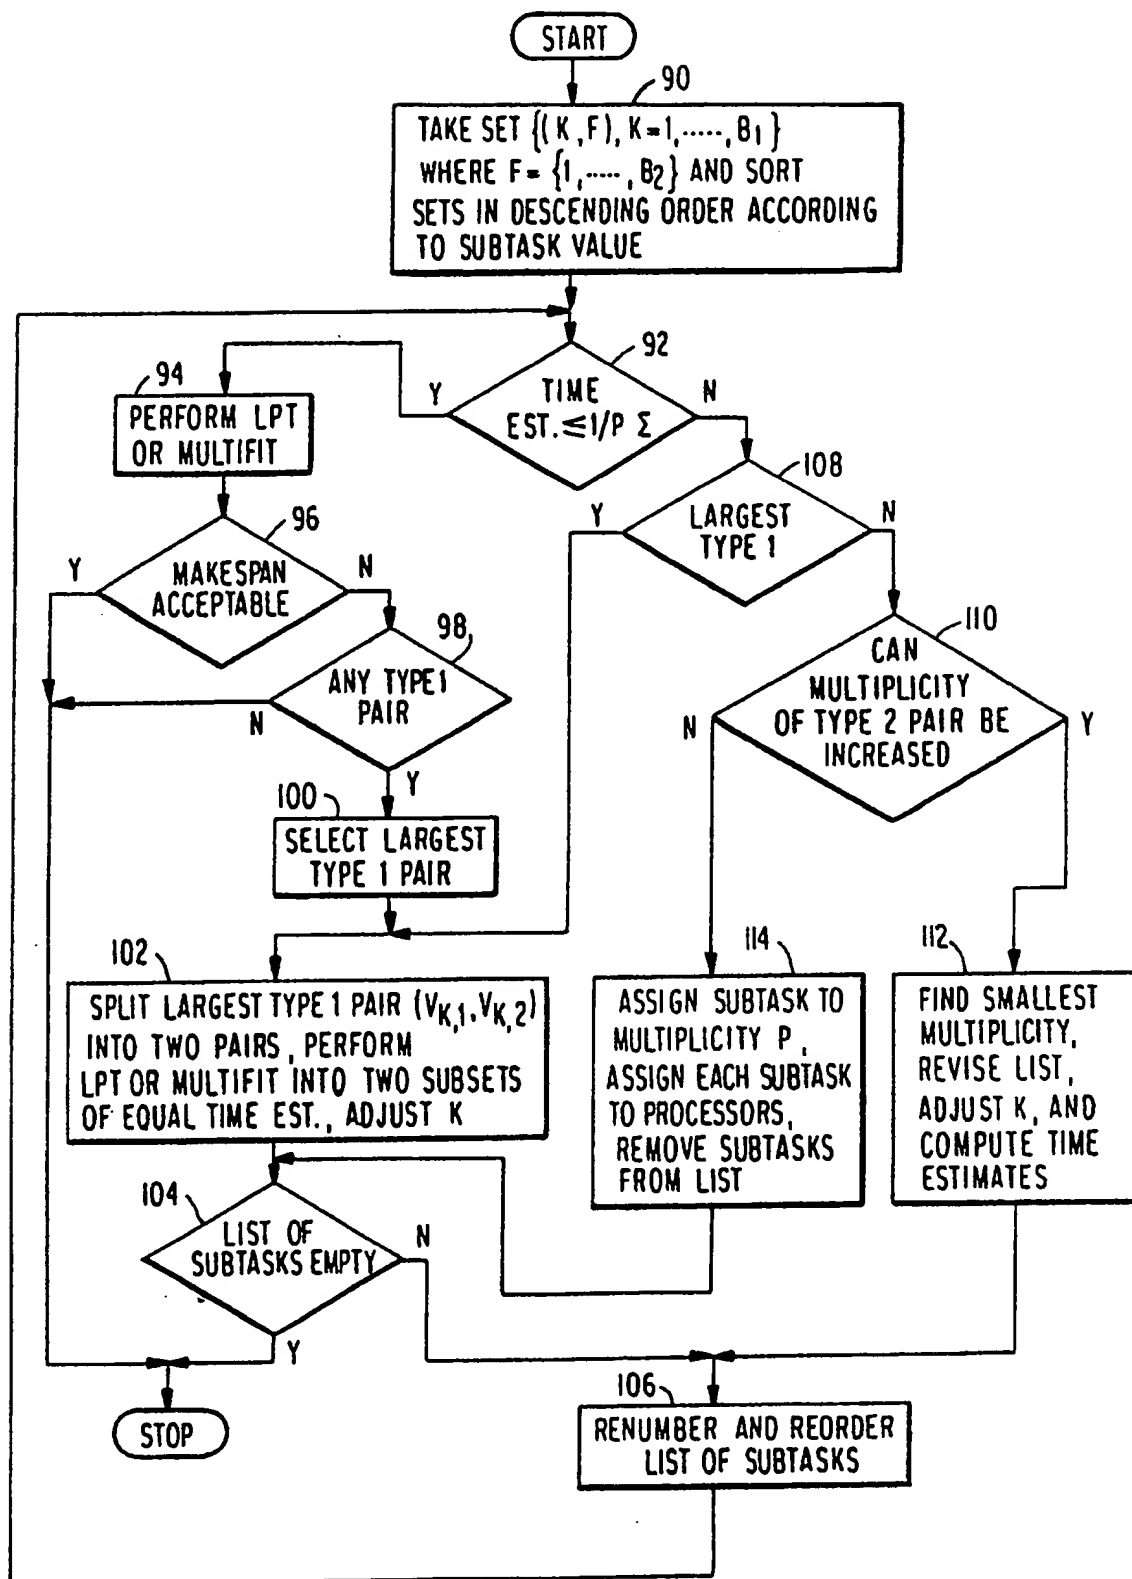 START
90
TAKE SET {(K,F), K=1,·····,B1}
WHERE F= {1,·····,B2} AND SORT
SETS IN DESCENDING ORDER ACCORDING
TO SUBTASK VALUE
92
TIME
EST.≤1/P Σ
Y
N
94
PERFORM LPT
OR MULTIFIT
108
LARGEST
TYPE 1
Y
N
96
MAKESPAN
ACCEPTABLE
Y
N
98
ANY TYPE 1
PAIR
N
Y
110
CAN
MULTIPLICITY
OF TYPE 2 PAIR BE
INCREASED
N
Y
100
SELECT LARGEST
TYPE 1 PAIR
102
SPLIT LARGEST TYPE 1 PAIR (VK,1,VK,2)
INTO TWO PAIRS, PERFORM
LPT OR MULTIFIT INTO TWO SUBSETS
OF EQUAL TIME EST., ADJUST K
114
ASSIGN SUBTASK TO
MULTIPLICITY P,
ASSIGN EACH SUBTASK
TO PROCESSORS,
REMOVE SUBTASKS
FROM LIST
112
FIND SMALLEST
MULTIPLICITY,
REVISE LIST,
ADJUST K, AND
COMPUTE TIME
ESTIMATES
104
LIST OF
SUBTASKS EMPTY
N
Y
STOP
106
RENUMBER AND REORDER
LIST OF SUBTASKS